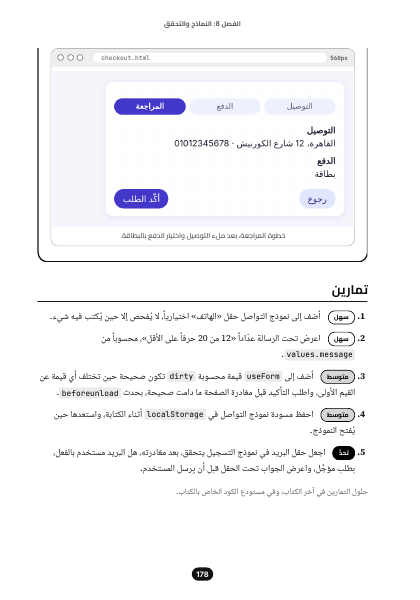 الفصل 8: النماذج والتحقق
checkout.html
560px
التوصيل
الدفع
المراجعة
التوصيل
القاهرة، 12 شارع الكورنيش · 01012345678
الدفع
بطاقة
رجوع
أكّد الطلب
خطوة المراجعة، بعد ملء التوصيل واختيار الدفع بالبطاقة.
تمارين
1. سهل أضف إلى نموذج التواصل حقل «الهاتف» اختيارياً، لا يُفحص إلا حين يُكتب فيه شيء.
2. سهل اعرض تحت الرسالة عدّاداً «12 من 20 حرفاً على الأقل»، محسوباً من
values.message.
3. متوسط أضف إلى useForm قيمة محسوبة dirty تكون صحيحة حين تختلف أي قيمة عن
القيم الأولى، واطلب التأكيد قبل مغادرة الصفحة ما دامت صحيحة، بحدث beforeunload.
4. متوسط احفظ مسودة نموذج التواصل في localStorage أثناء الكتابة، واستعدها حين
يُفتح النموذج.
5. تحدٍّ اجعل حقل البريد في نموذج التسجيل يتحقق، بعد مغادرته، هل البريد مستخدم بالفعل،
بطلب مؤجّل، واعرض الجواب تحت الحقل قبل أن يرسل المستخدم.
حلول التمارين في آخر الكتاب، وفي مستودع الكود الخاص بالكتاب.
178